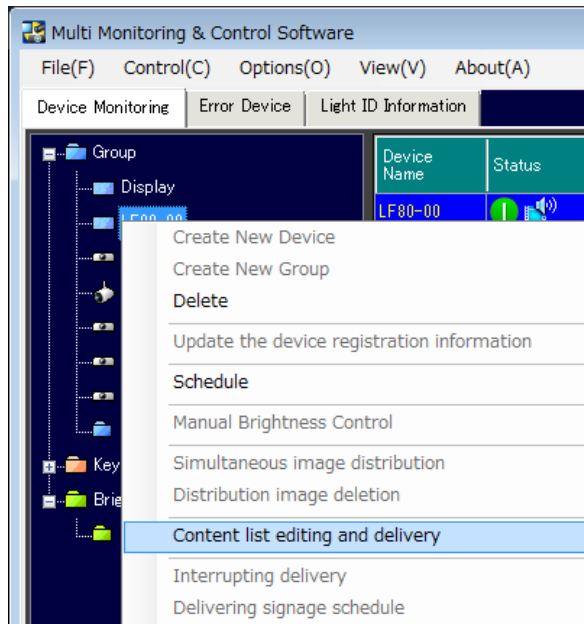 Multi Monitoring & Control Software
File(F) Control(C) Options(O) View(V) About(A)
Device Monitoring Error Device Light ID Information
Group
Display
LF80-00
Device Name
Status
LF80-00
Create New Device
Create New Group
Delete
Update the device registration information
Schedule
Manual Brightness Control
Key
Simultaneous image distribution
Brig
Distribution image deletion
Content list editing and delivery
Interrupting delivery
Delivering signage schedule